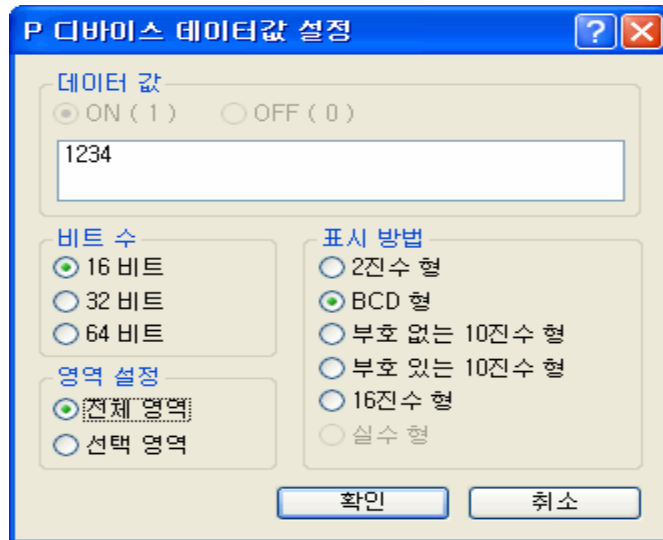 P 디바이스 데이터값 설정
데이터 값
ON ( 1 ) OFF ( 0 )
1234
비트 수
16 비트
32 비트
64 비트
영역 설정
전체 영역
선택 영역
표시 방법
2진수 형
BCD 형
부호 없는 10진수 형
부호 있는 10진수 형
16진수 형
실수 형
확인 취소